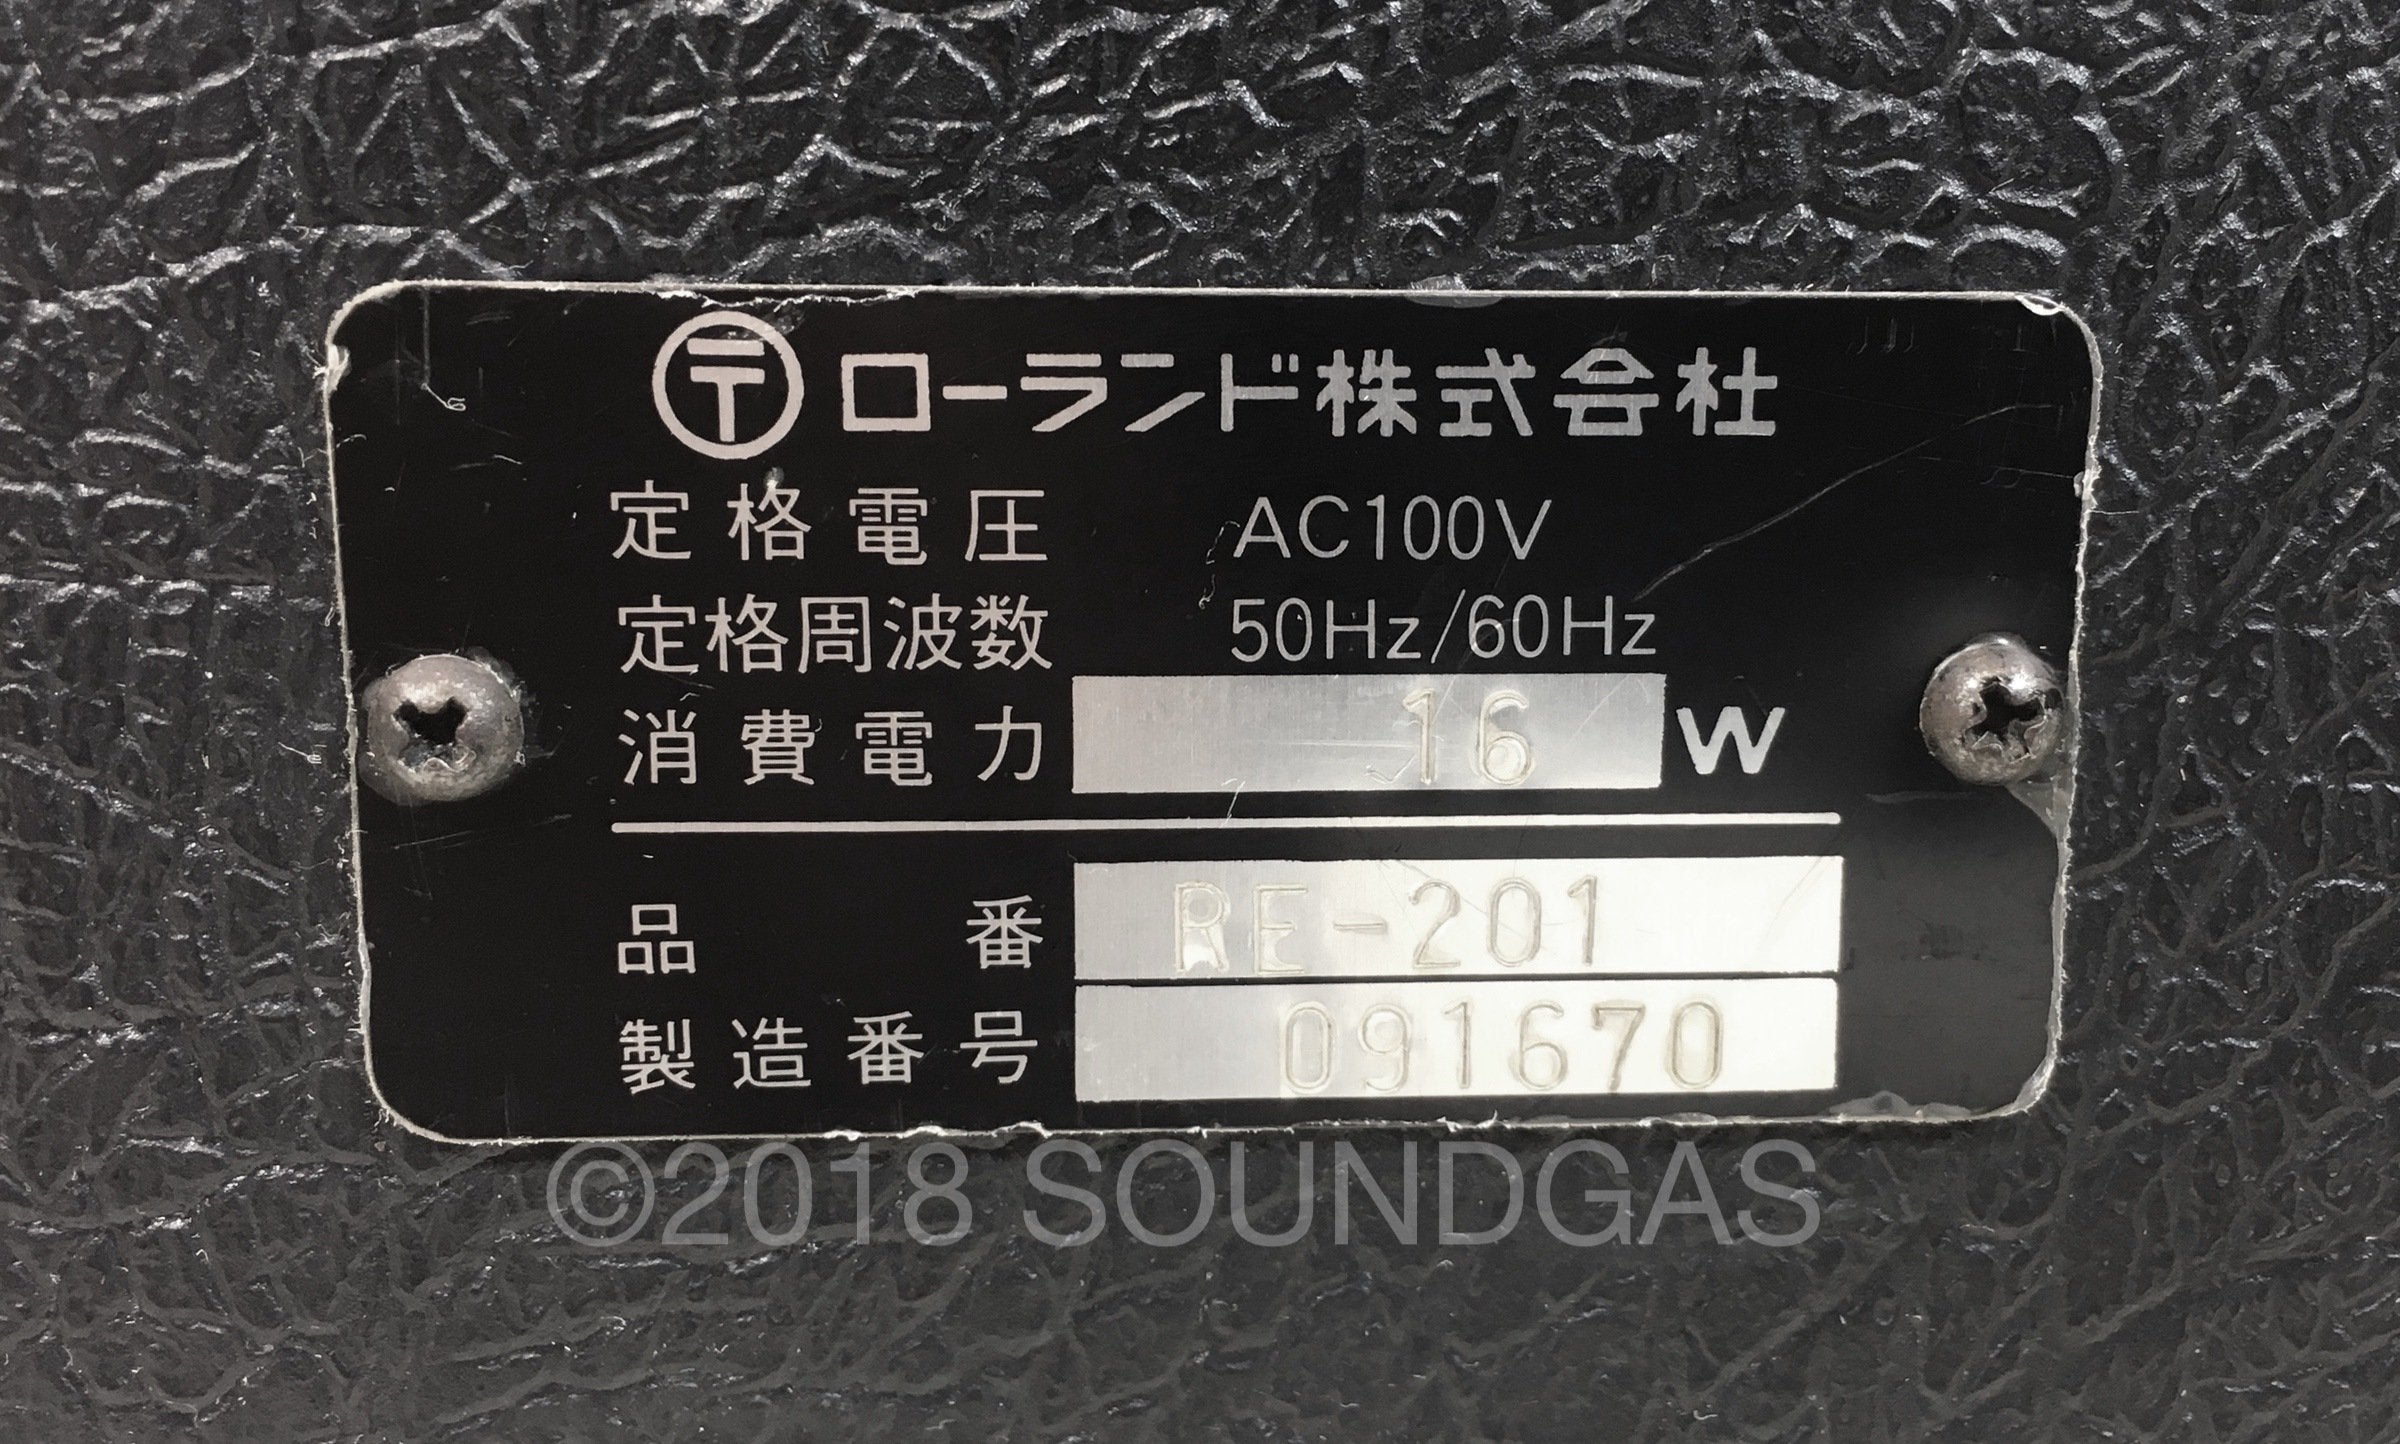 〒 ローランド株式会社
定格電圧 AC100V
定格周波数 50Hz/60Hz
消費電力 16 W
品番 RE-201
製造番号 091670
©2018 SOUNDGAS